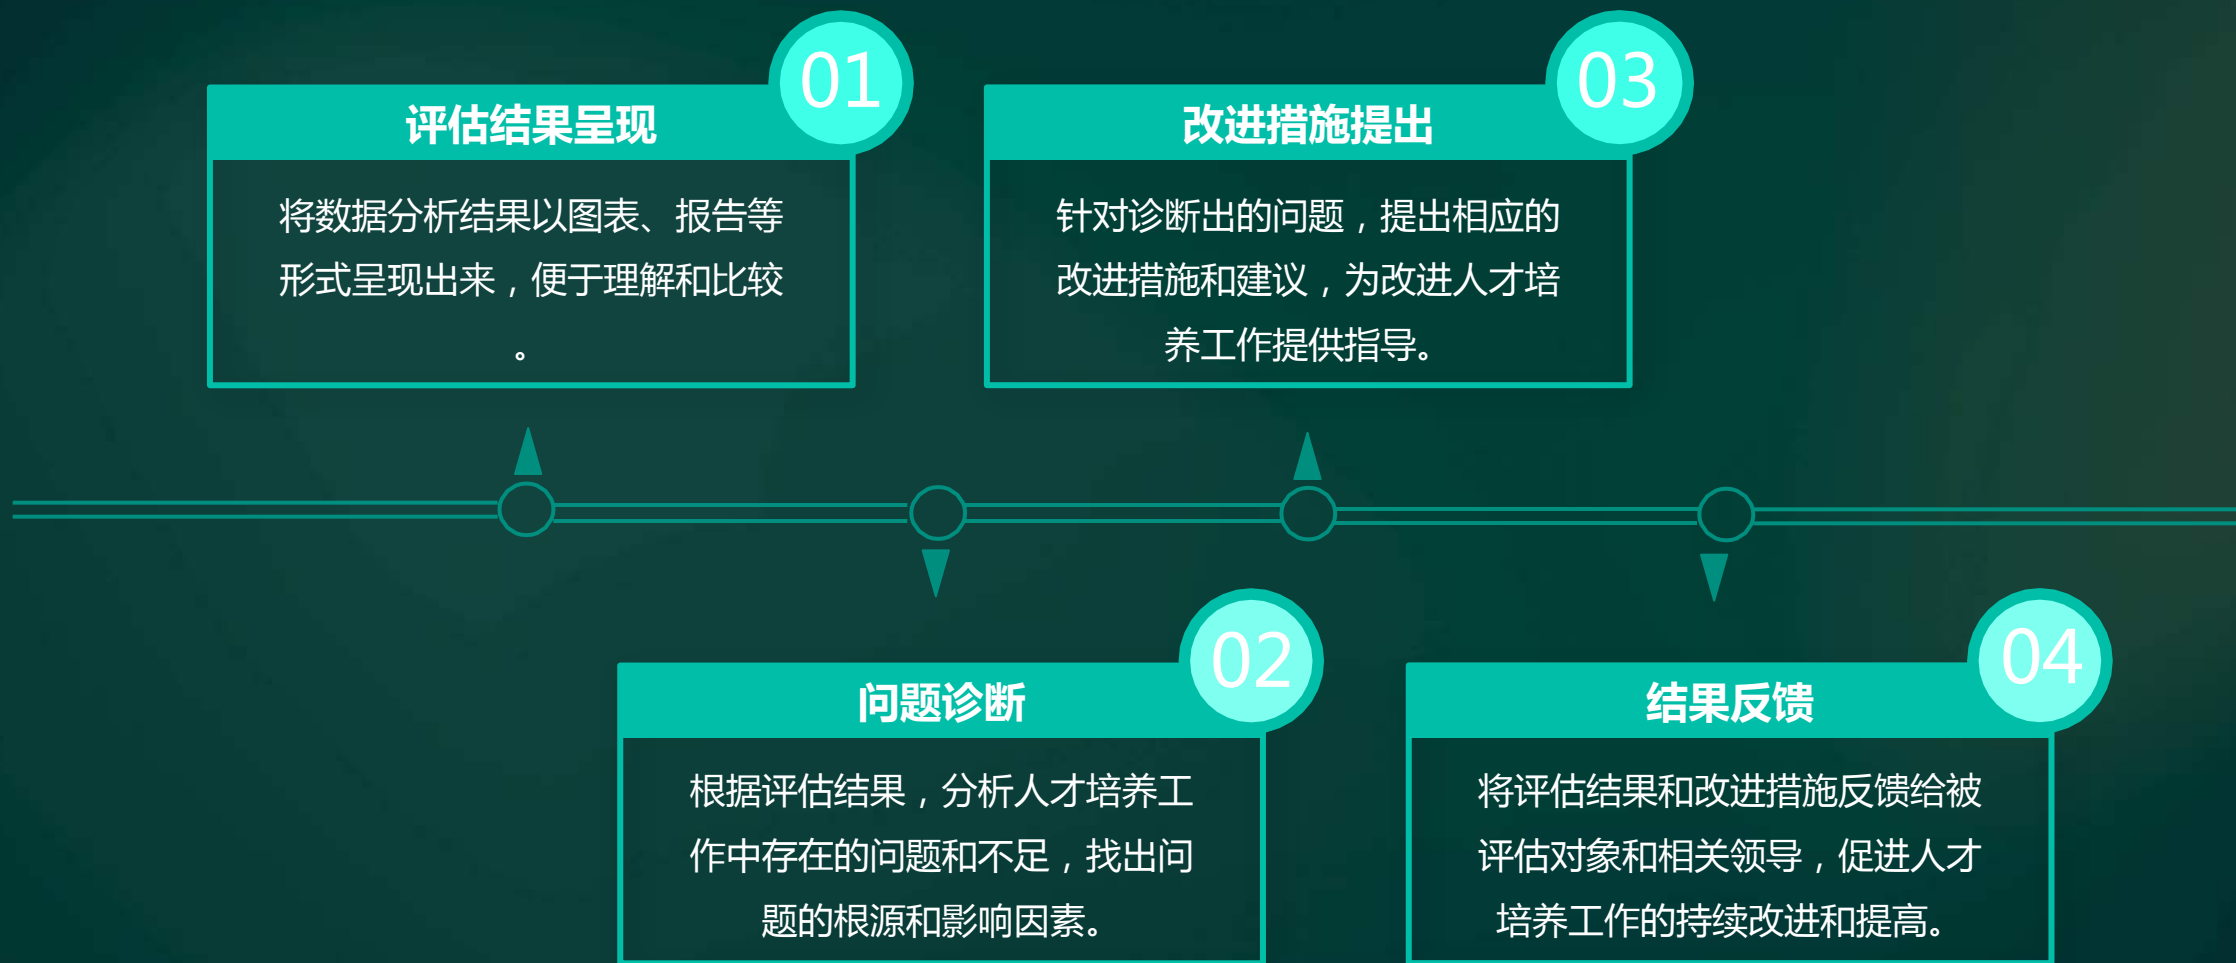 01
评估结果呈现
将数据分析结果以图表、报告等
形式呈现出来，便于理解和比较
。
02
问题诊断
根据评估结果，分析人才培养工
作中存在的问题和不足，找出问
题的根源和影响因素。
03
改进措施提出
针对诊断出的问题，提出相应的
改进措施和建议，为改进人才培
养工作提供指导。
04
结果反馈
将评估结果和改进措施反馈给被
评估对象和相关领导，促进人才
培养工作的持续改进和提高。